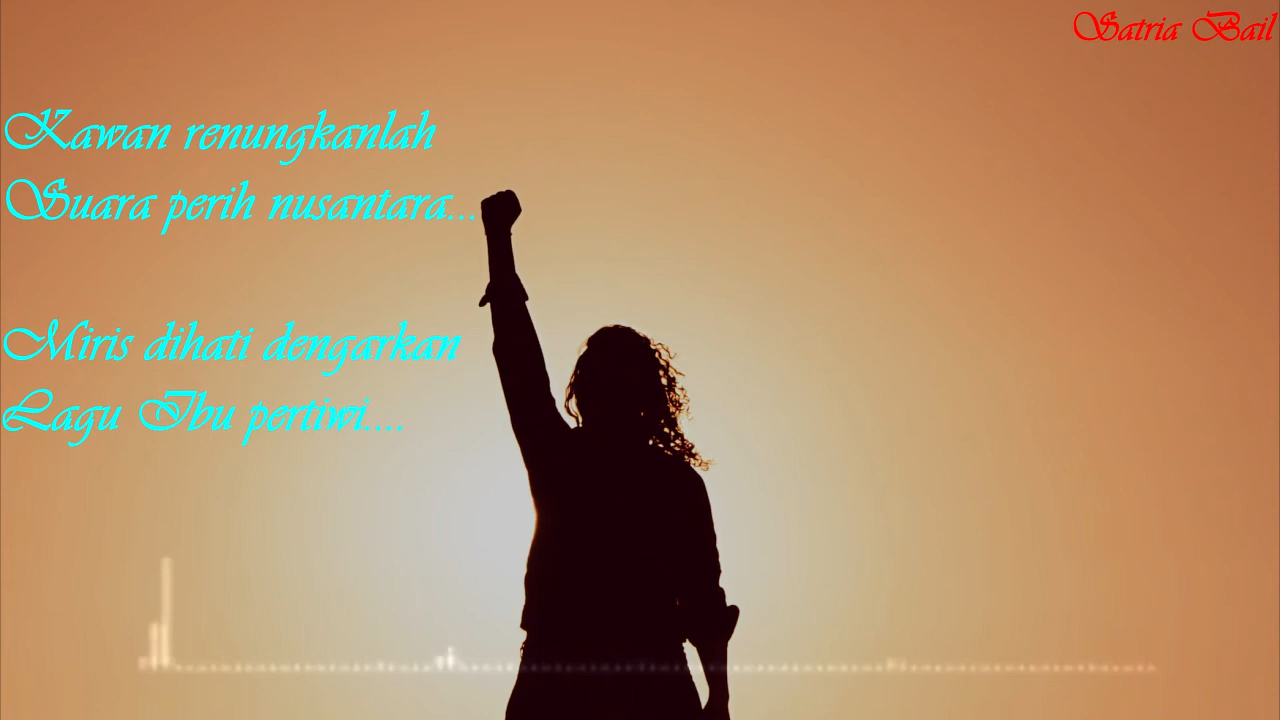 Satria Bail
Kawan renungkanlah
Suara perih nusantara...
Miris dihati dengarkan
Lagu Ibu pertiwi....